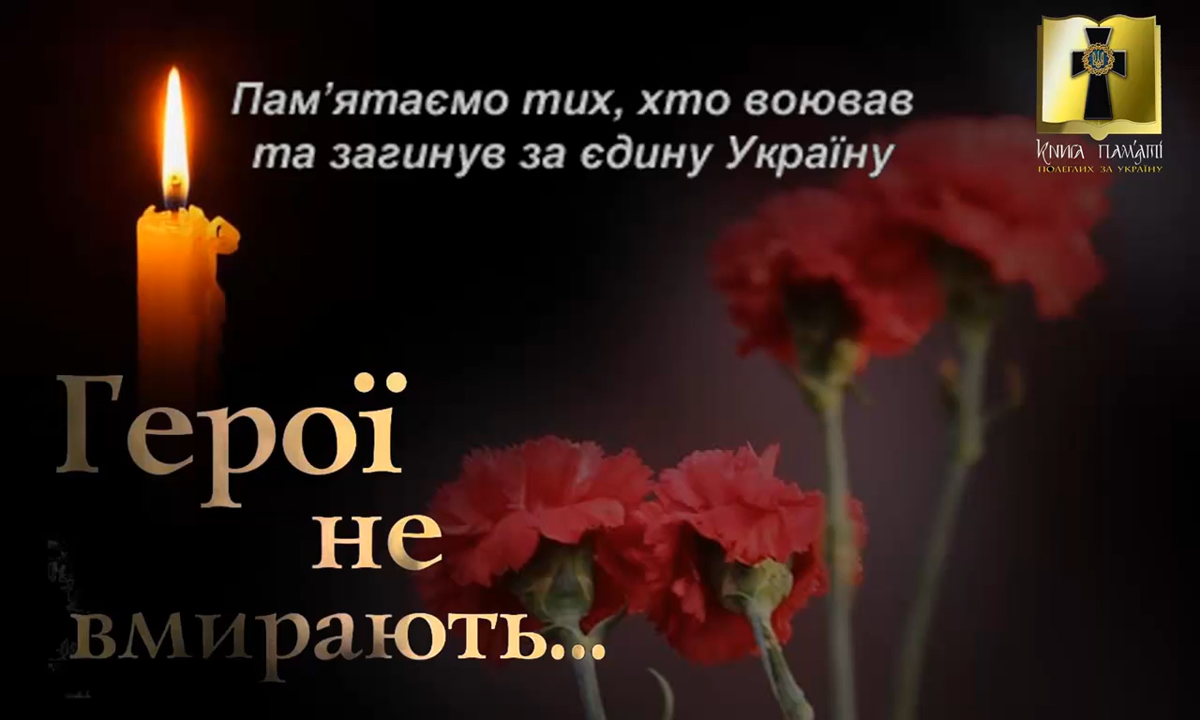 Пам’ятаємо тих, хто воював
та загинув за єдину Україну
Книга пам'яті
полеглих за Україну
Герої
не
вмирають...